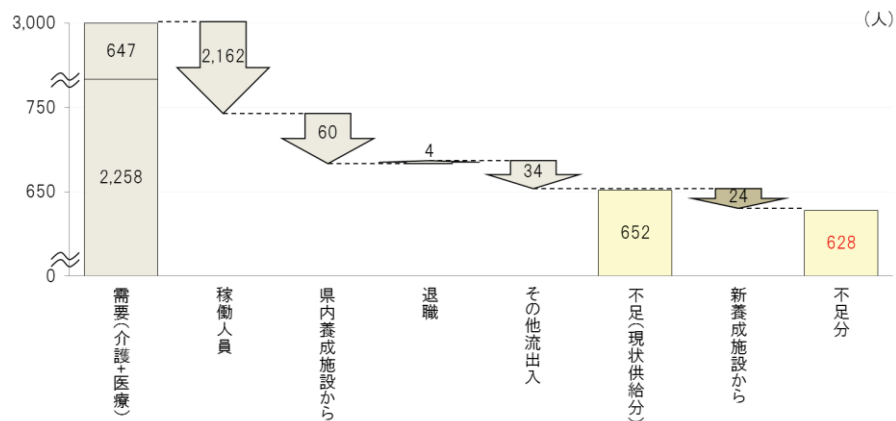 (人)
3,000
647
2,162
750
60
4
34
2,258
650
24
652
628
0
需要(介護+医療)
稼働人員
県内養成施設から
退職
その他流出入
不足(現状供給分)
新養成施設から
不足分